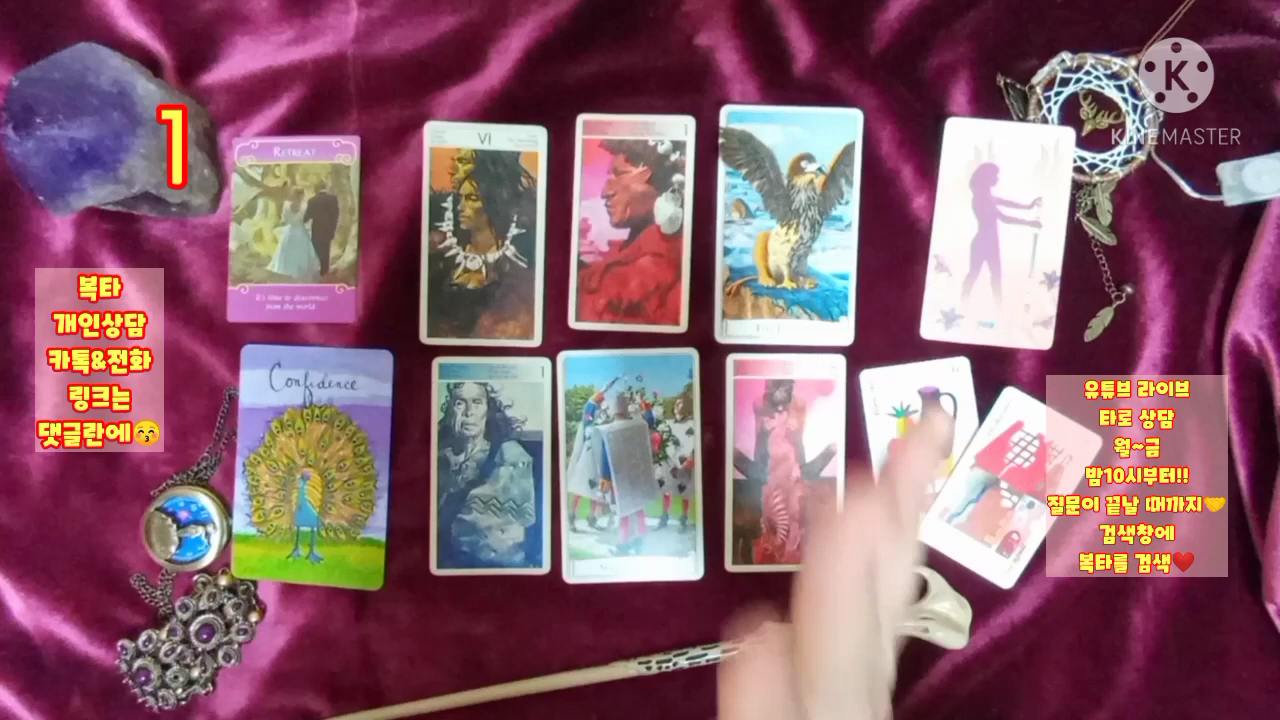 1
복타
개인상담
카톡&전화
링크는
댓글란에😙
RETREAT
It's time to disconnect
from the world
VI
1
1
Confidence
KINEMASTER
유튜브 라이브
타로 상담
월~금
밤10시부터!!
질문이 끝날 때까지🤝
검색창에
복타를 검색❤️